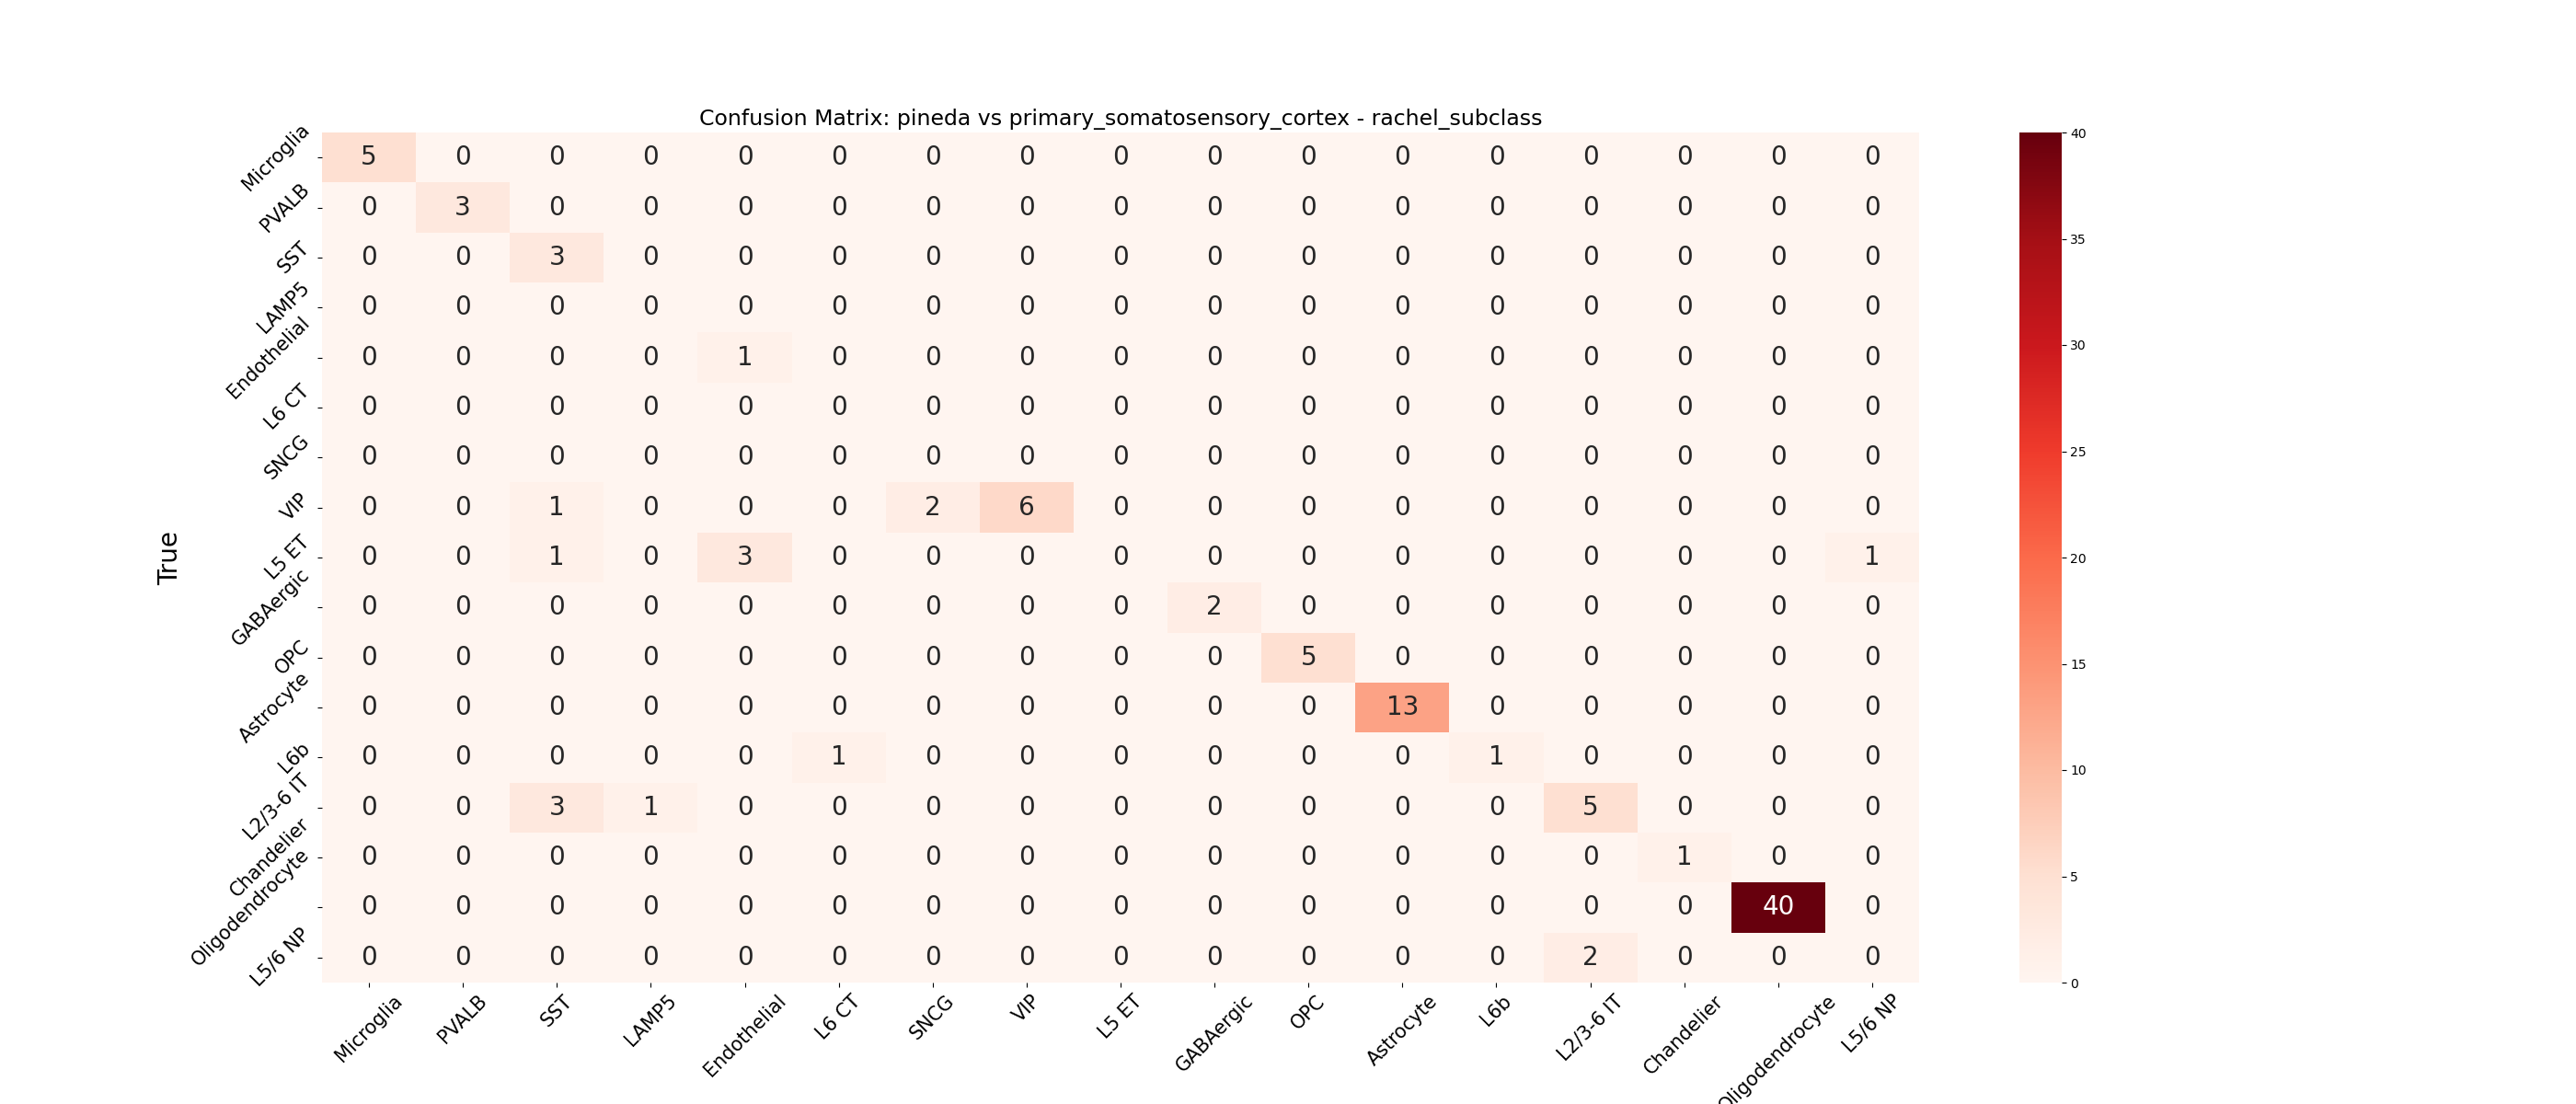 Confusion Matrix: pineda vs primary_somatosensory_cortex - rachel_subclass
True
Microglia 5 0 0 0 0 0 0 0 0 0 0 0 0 0 0 0 0
PVALB 0 3 0 0 0 0 0 0 0 0 0 0 0 0 0 0 0
SST 0 0 3 0 0 0 0 0 0 0 0 0 0 0 0 0 0
LAMP5 0 0 0 0 0 0 0 0 0 0 0 0 0 0 0 0 0
Endothelial 0 0 0 0 1 0 0 0 0 0 0 0 0 0 0 0 0
L6 CT 0 0 0 0 0 0 0 0 0 0 0 0 0 0 0 0 0
SNCG 0 0 0 0 0 0 0 0 0 0 0 0 0 0 0 0 0
VIP 0 0 1 0 0 0 2 6 0 0 0 0 0 0 0 0 0
L5 ET 0 0 1 0 3 0 0 0 0 0 0 0 0 0 0 0 1
GABAergic 0 0 0 0 0 0 0 0 0 2 0 0 0 0 0 0 0
OPC 0 0 0 0 0 0 0 0 0 0 5 0 0 0 0 0 0
Astrocyte 0 0 0 0 0 0 0 0 0 0 0 13 0 0 0 0 0
L6b 0 0 0 0 0 1 0 0 0 0 0 0 1 0 0 0 0
L2/3-6 IT 0 0 3 1 0 0 0 0 0 0 0 0 0 5 0 0 0
Chandelier 0 0 0 0 0 0 0 0 0 0 0 0 0 0 1 0 0
Oligodendrocyte 0 0 0 0 0 0 0 0 0 0 0 0 0 0 0 40 0
L5/6 NP 0 0 0 0 0 0 0 0 0 0 0 0 0 2 0 0 0
Microglia PVALB SST LAMP5 Endothelial L6 CT SNCG VIP L5 ET GABAergic OPC Astrocyte L6b L2/3-6 IT Chandelier Oligodendrocyte L5/6 NP
40
35
30
25
20
15
10
5
0